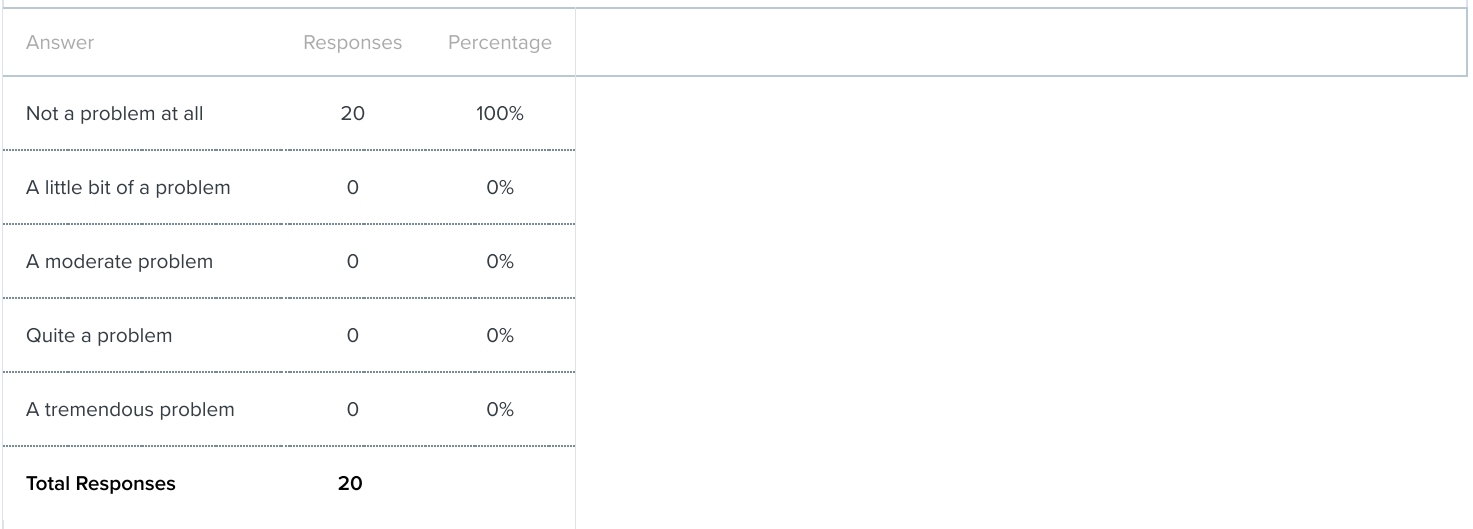 Answer Responses Percentage
Not a problem at all 20 100%
A little bit of a problem 0 0%
A moderate problem 0 0%
Quite a problem 0 0%
A tremendous problem 0 0%
Total Responses 20